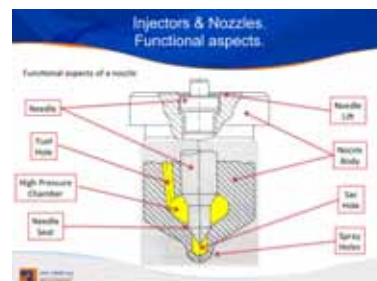 Injectors & Nozzles.
Functional aspects.
Functional aspects of a nozzle
Needle
Needle
Lift
Fuel
Hole
Nozzle
Body
High Pressure
Chamber
Sac
Hole
Needle
Seat
Spray
Holes